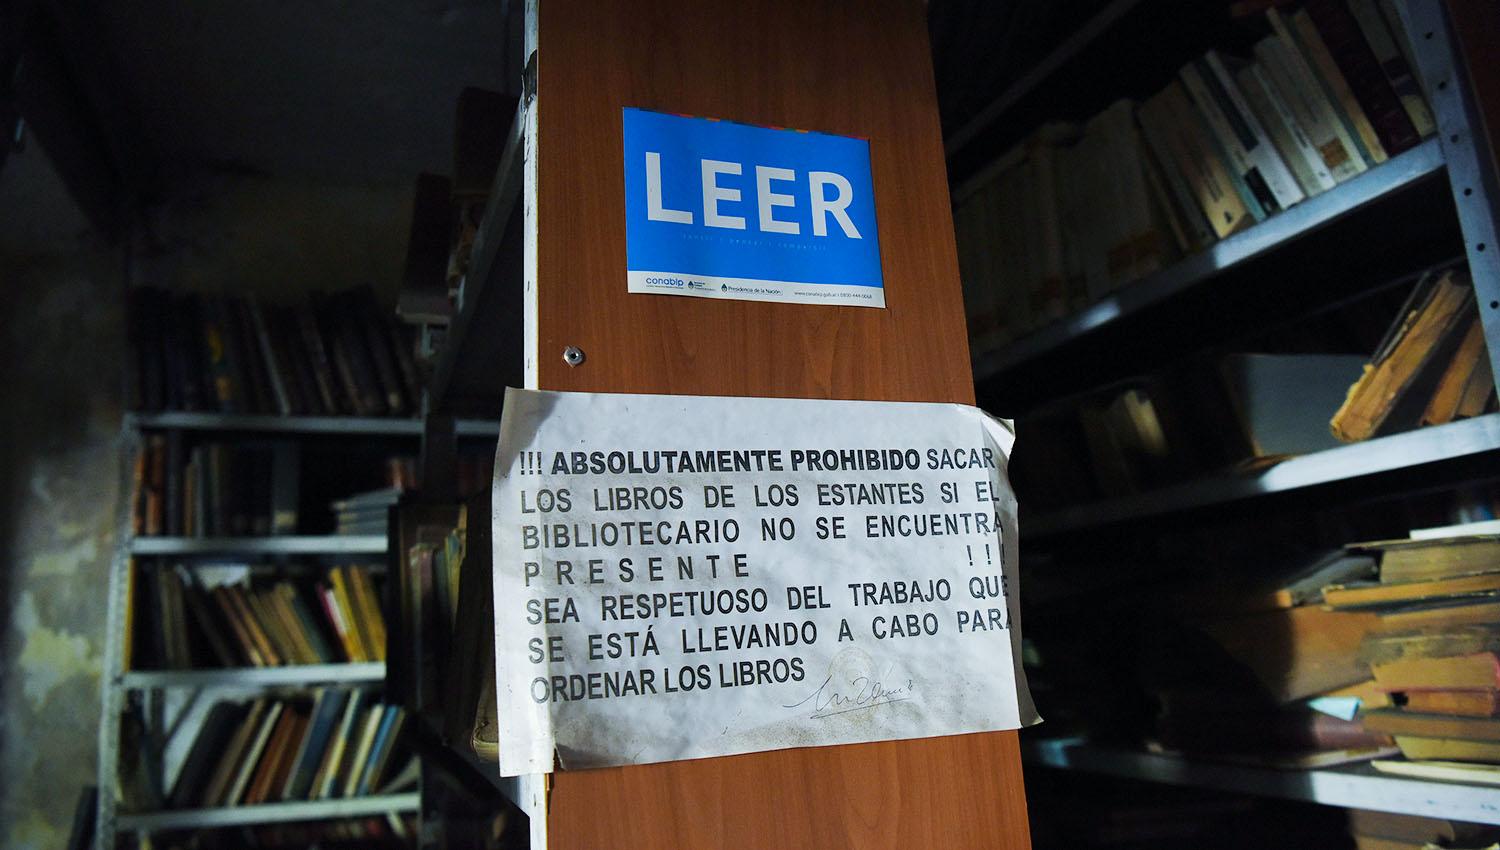 LEER
conabip
Presidencia de la Nación
!!! ABSOLUTAMENTE PROHIBIDO SACAR
LOS LIBROS DE LOS ESTANTES SI EL
BIBLIOTECARIO NO SE ENCUENTRA
PRESENTE !!!
SEA RESPETUOSO DEL TRABAJO QUE
SE ESTÁ LLEVANDO A CABO PARA
ORDENAR LOS LIBROS